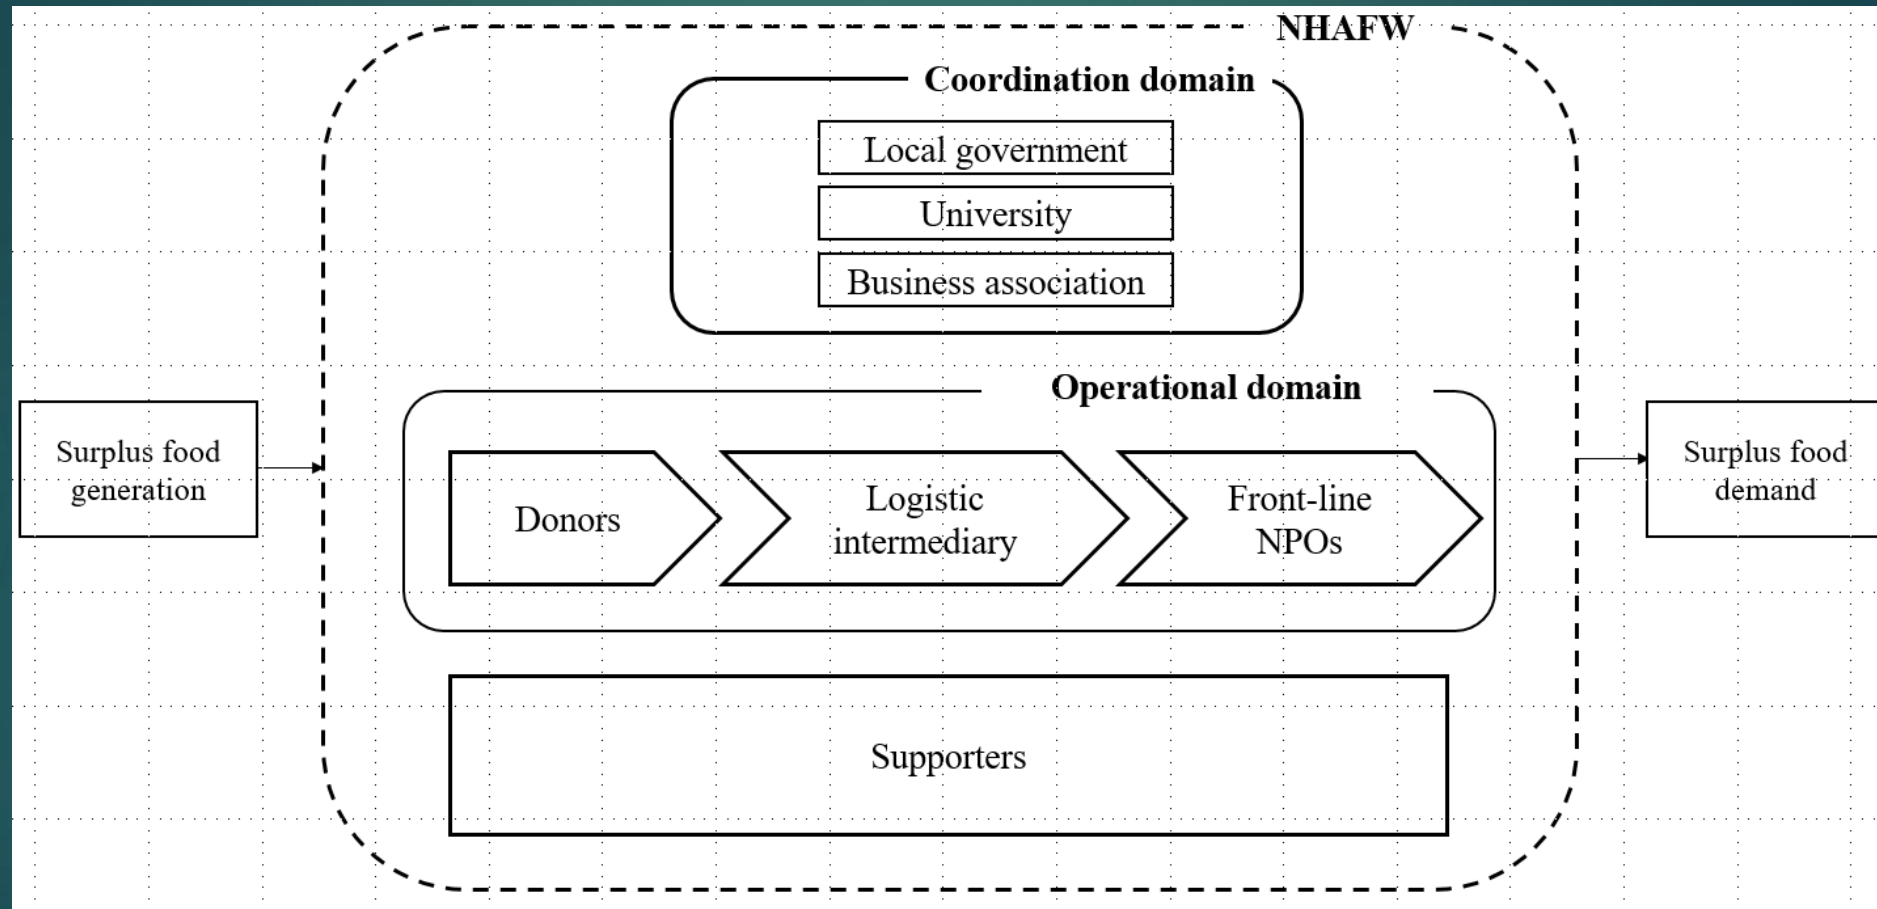 NHAFW
Coordination domain
Local government
University
Business association
Operational domain
Surplus food
generation
Donors
Logistic
intermediary
Front-line
NPOs
Surplus food
demand
Supporters